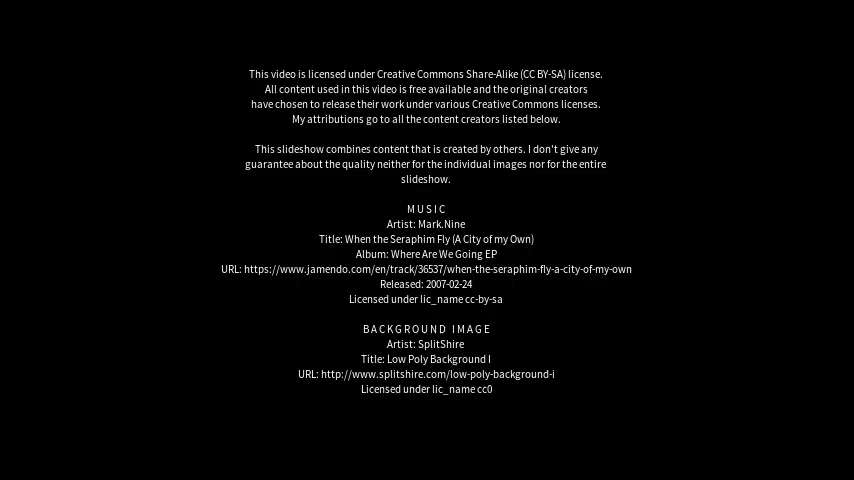 This video is licensed under Creative Commons Share-Alike (CC BY-SA) license.
All content used in this video is free available and the original creators
have chosen to release their work under various Creative Commons licenses.
My attributions go to all the content creators listed below.
This slideshow combines content that is created by others. I don't give any
guarantee about the quality neither for the individual images nor for the entire
slideshow.
M U S I C
Artist: Mark.Nine
Title: When the Seraphim Fly (A City of my Own)
Album: Where Are We Going EP
URL: https://www.jamendo.com/en/track/36537/when-the-seraphim-fly-a-city-of-my-own
Released: 2007-02-24
Licensed under lic_name cc-by-sa
B A C K G R O U N D   I M A G E
Artist: SplitShire
Title: Low Poly Background I
URL: http://www.splitshire.com/low-poly-background-i
Licensed under lic_name cc0